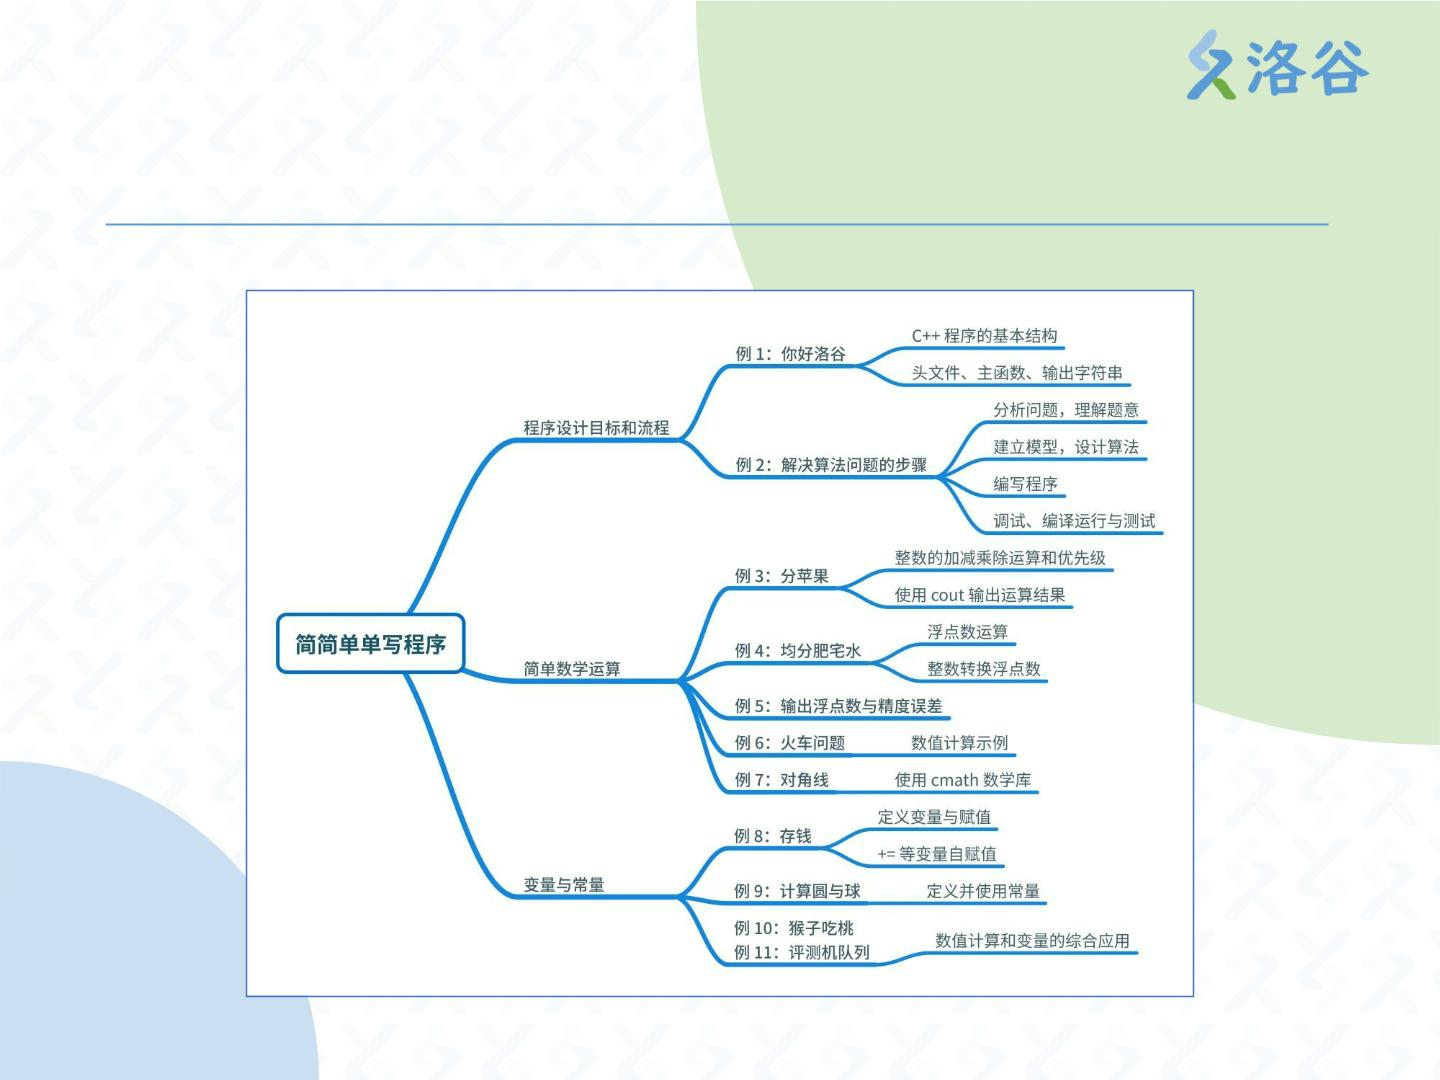 洛谷
简简单单写程序
程序设计目标和流程
例 1：你好洛谷
C++ 程序的基本结构
头文件、主函数、输出字符串
例 2：解决算法问题的步骤
分析问题，理解题意
建立模型，设计算法
编写程序
调试、编译运行与测试
简单数学运算
例 3：分苹果
整数的加减乘除运算和优先级
使用 cout 输出运算结果
例 4：均分肥宅水
浮点数运算
整数转换浮点数
例 5：输出浮点数与精度误差
例 6：火车问题
数值计算示例
例 7：对角线
使用 cmath 数学库
变量与常量
例 8：存钱
定义变量与赋值
+= 等变量自赋值
例 9：计算圆与球
定义并使用常量
例 10：猴子吃桃
例 11：评测机队列
数值计算和变量的综合应用